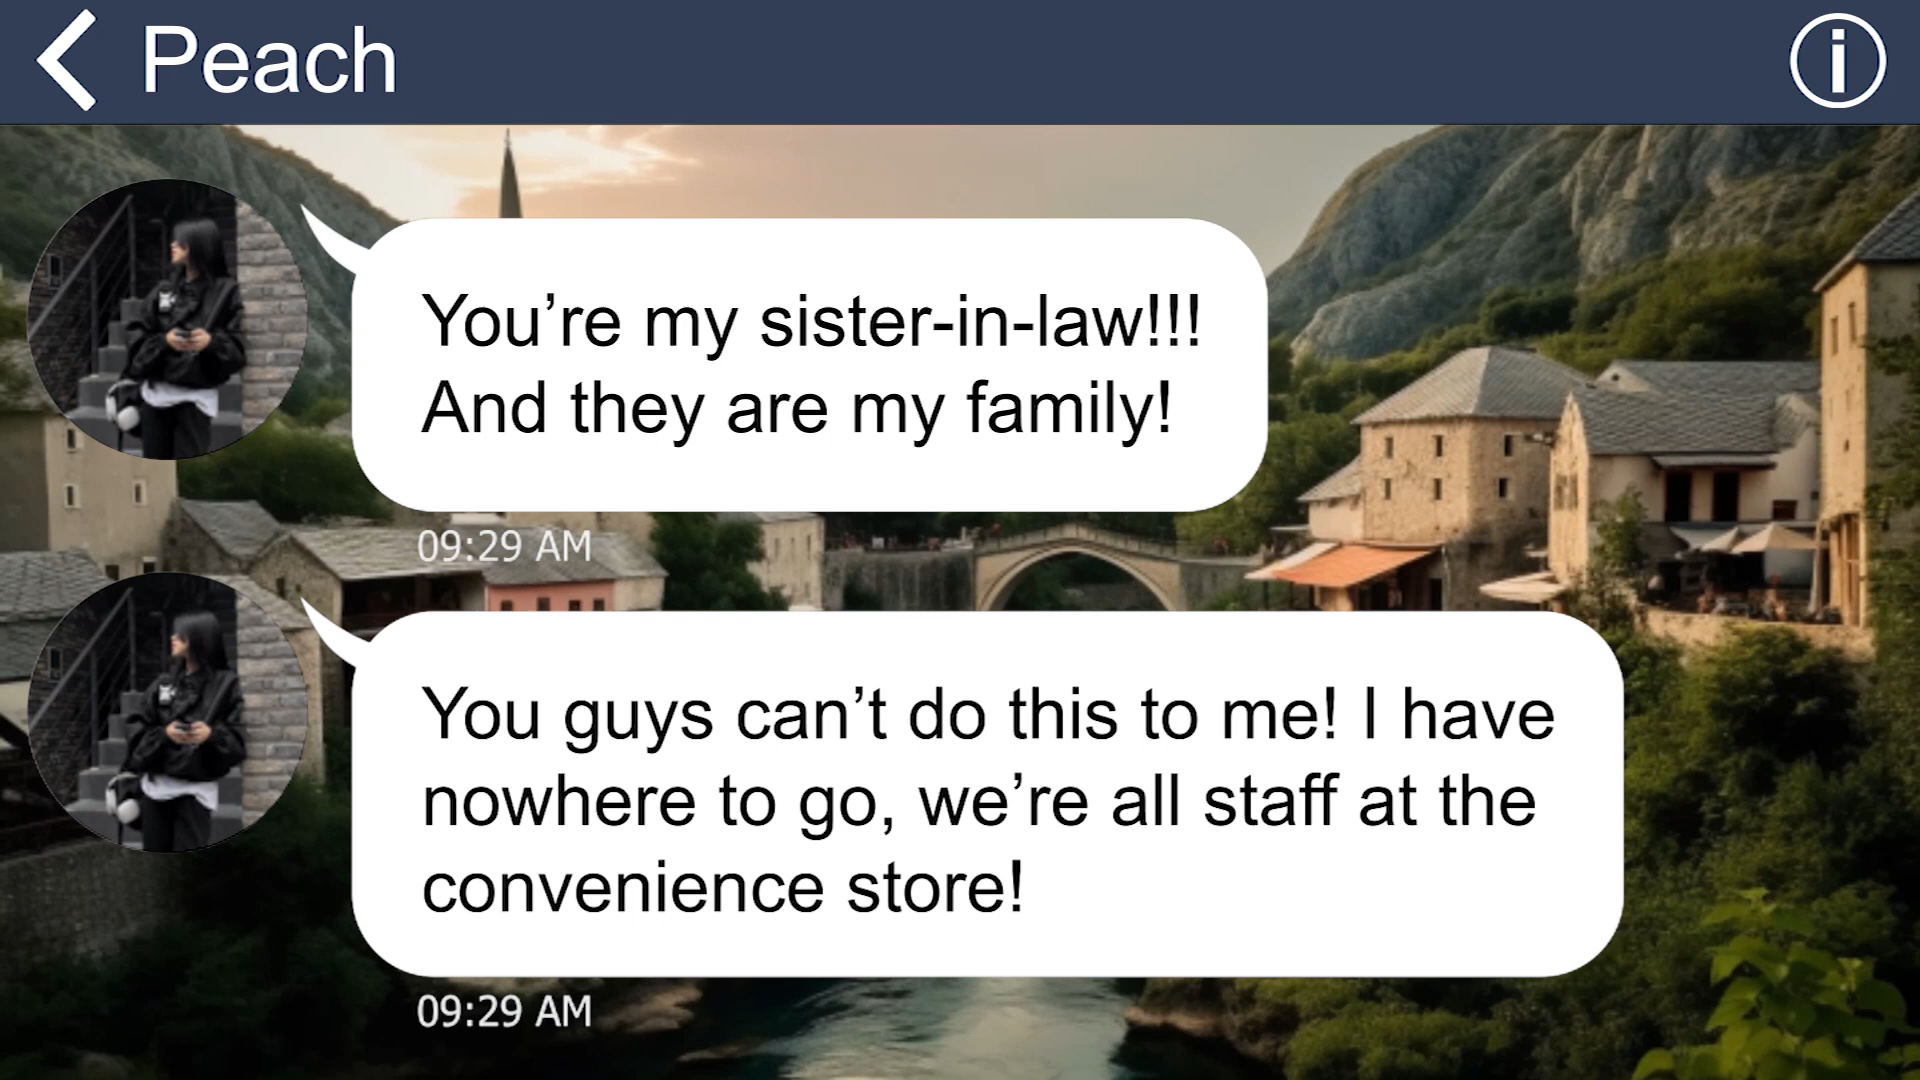 Peach
You’re my sister-in-law!!!
And they are my family!
09:29 AM
You guys can’t do this to me! I have
nowhere to go, we’re all staff at the
convenience store!
09:29 AM